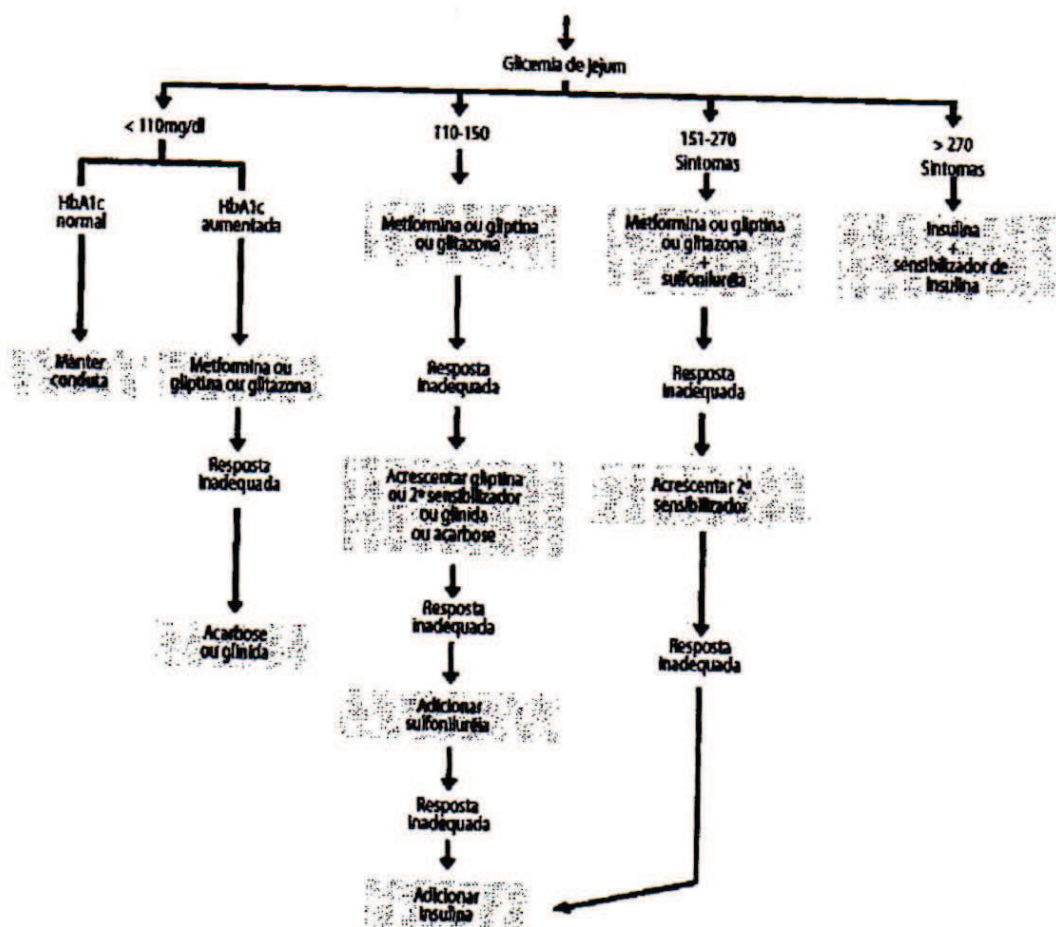 Glicemia de Jejum
< 110mg/dl
110-150
151-270
Sintomas
> 270
Sintomas
HbA1c
normal
HbA1c
aumentada
Metformina ou gliptina
ou glitazona
Metformina ou gliptina
ou glitazona
+
sulfoniluréia
Insulina
+
sensibilizador de
insulina
Manter
conduta
Metformina ou
gliptina ou glitazona
Resposta
inadequada
Resposta
inadequada
Resposta
inadequada
Acrescentar gliptina
ou 2º sensibilizador
ou glinida
ou acarbose
Acrescentar 2º
sensibilizador
Acarbose
ou glinida
Resposta
inadequada
Resposta
inadequada
Adicionar
sulfoniluréia
Resposta
inadequada
Adicionar
insulina